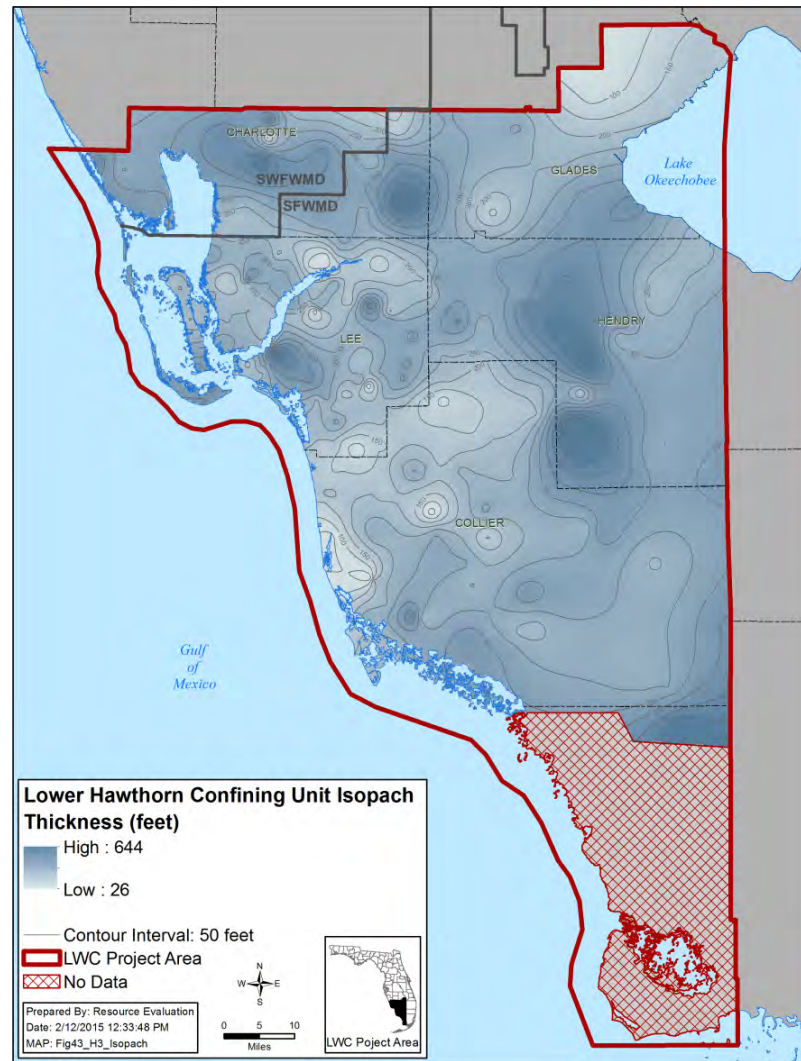 CHARLOTTE
SWFWMD
SFWMD
GLADES
Lake
Okeechobee
HENDRY
LEE
COLLIER
Gulf
of
Mexico
Lower Hawthorn Confining Unit Isopach
Thickness (feet)
High : 644
Low : 26
Contour Interval: 50 feet
LWC Project Area
No Data
N
W E
S
Prepared By: Resource Evaluation
Date: 2/12/2015 12:33:48 PM
MAP: Fig43_H3_Isopach
0 5 10
Miles
LWC Poject Area